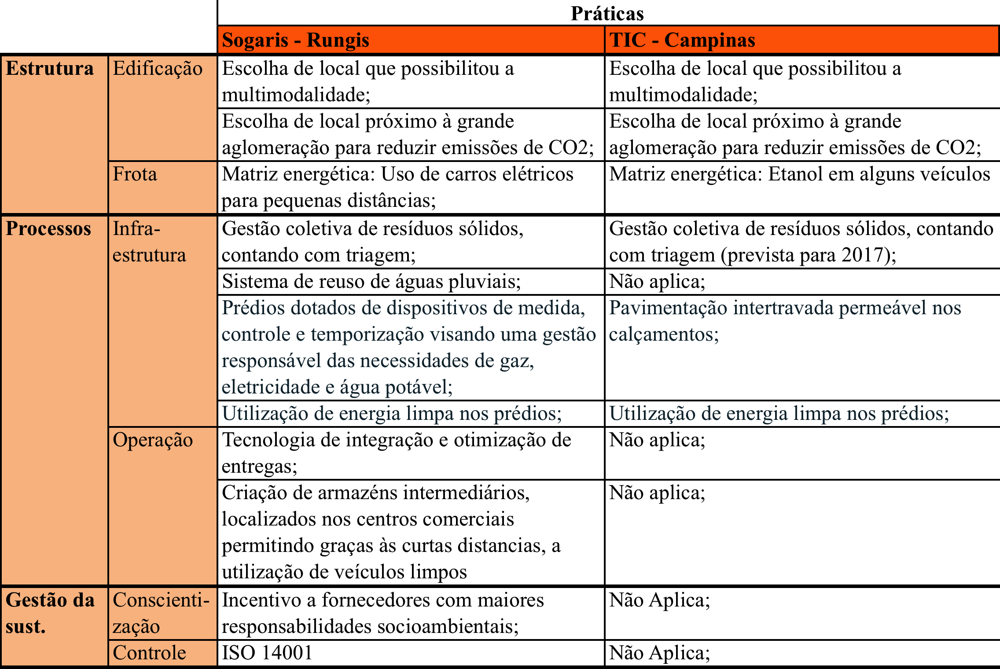 Práticas
Sogaris - Rungis TIC - Campinas
Estrutura Edificação Escolha de local que possibilitou a Escolha de local que possibilitou a
multimodalidade; multimodalidade;
Escolha de local próximo à grande Escolha de local próximo à grande
aglomeração para reduzir emissões de CO2; aglomeração para reduzir emissões de CO2;
Frota Matriz energética: Uso de carros elétricos Matriz energética: Etanol em alguns veículos
para pequenas distâncias;
Processos Infra- Gestão coletiva de resíduos sólidos, Gestão coletiva de resíduos sólidos, contando
estrutura contando com triagem; com triagem (prevista para 2017);
Sistema de reuso de águas pluviais; Não aplica;
Prédios dotados de dispositivos de medida, Pavimentação intertravada permeável nos
controle e temporização visando uma gestão calçamentos;
responsável das necessidades de gaz,
eletricidade e água potável;
Utilização de energia limpa nos prédios; Utilização de energia limpa nos prédios;
Operação Tecnologia de integração e otimização de Não aplica;
entregas;
Criação de armazéns intermediários, Não aplica;
localizados nos centros comerciais
permitindo graças às curtas distancias, a
utilização de veículos limpos
Gestão da Conscienti- Incentivo a fornecedores com maiores Não Aplica;
sust. zação responsabilidades socioambientais;
Controle ISO 14001 Não Aplica;